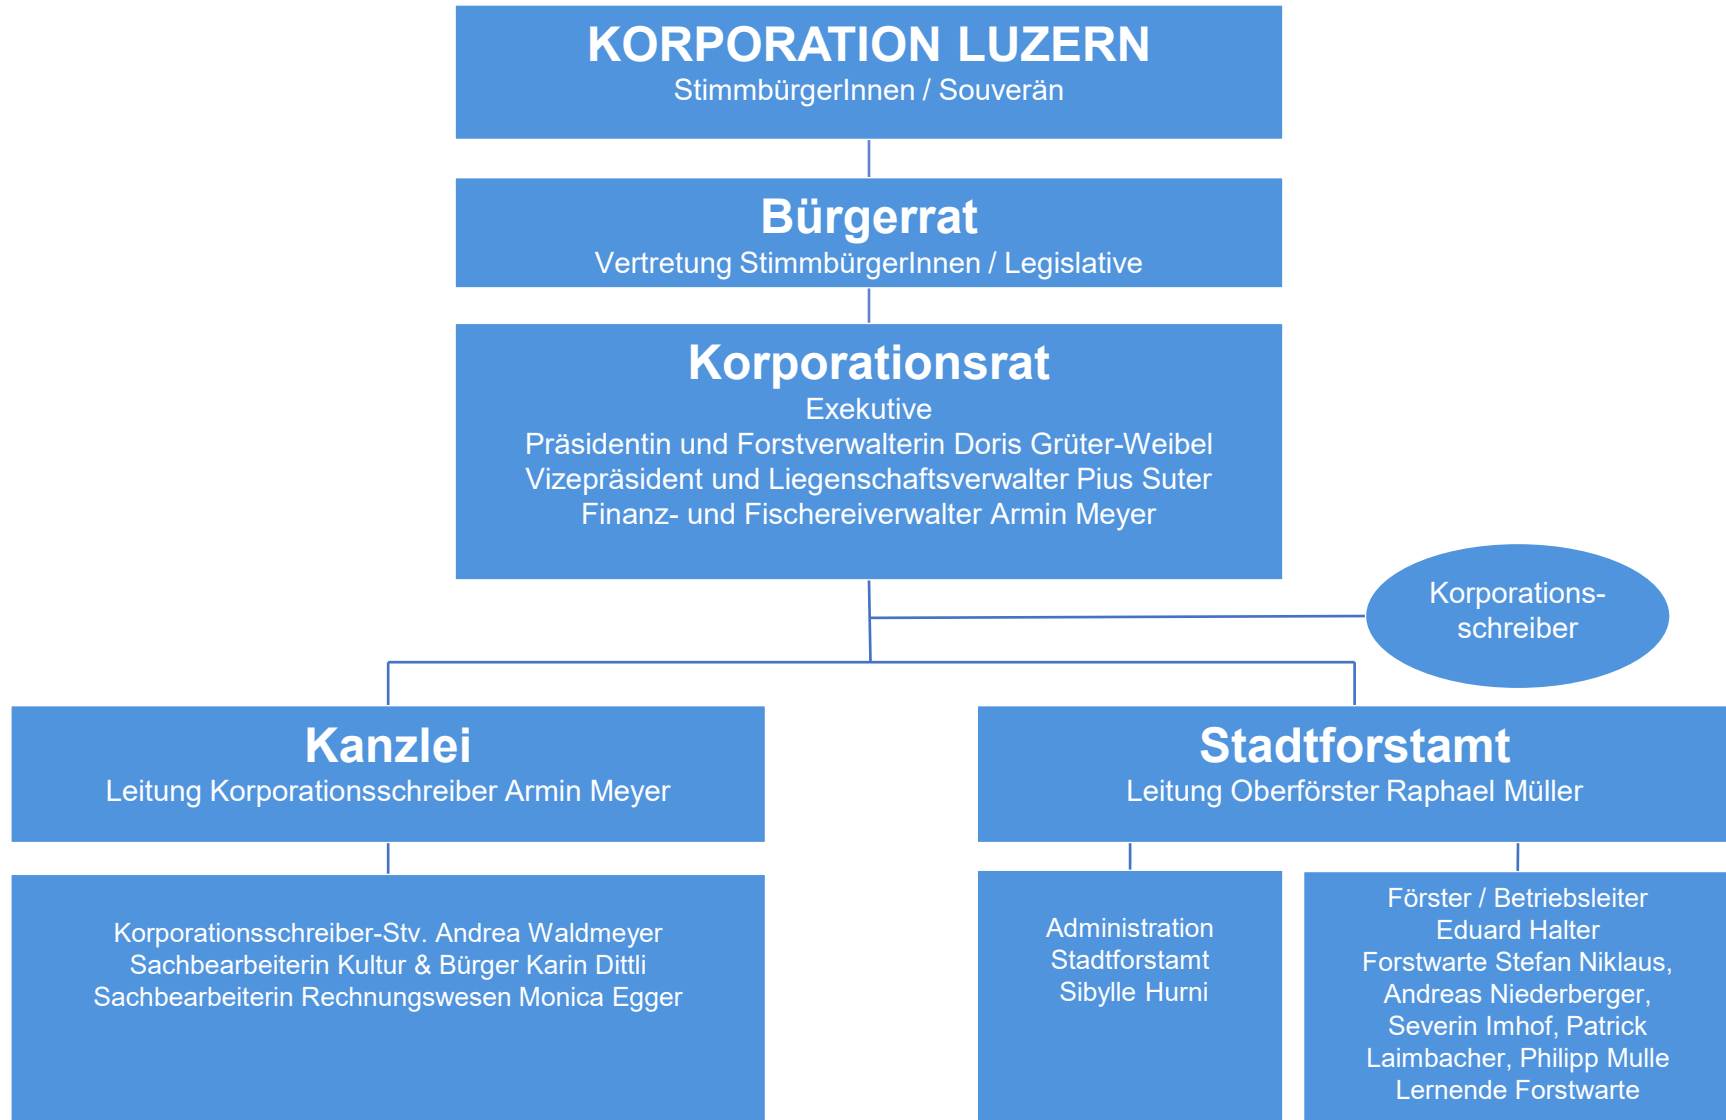 KORPORATION LUZERN
StimmbürgerInnen / Souverän
Bürgerrat
Vertretung StimmbürgerInnen / Legislative
Korporationsrat
Exekutive
Präsidentin und Forstverwalterin Doris Grüter-Weibel
Vizepräsident und Liegenschaftsverwalter Pius Suter
Finanz- und Fischereiverwalter Armin Meyer
Korporations-
schreiber
Kanzlei
Leitung Korporationsschreiber Armin Meyer
Korporationsschreiber-Stv. Andrea Waldmeyer
Sachbearbeiterin Kultur & Bürger Karin Dittli
Sachbearbeiterin Rechnungswesen Monica Egger
Stadtforstamt
Leitung Oberförster Raphael Müller
Administration
Stadtforstamt
Sibylle Hurni
Förster / Betriebsleiter
Eduard Halter
Forstwarte Stefan Niklaus,
Andreas Niederberger,
Severin Imhof, Patrick
Laimbacher, Philipp Mulle
Lernende Forstwarte